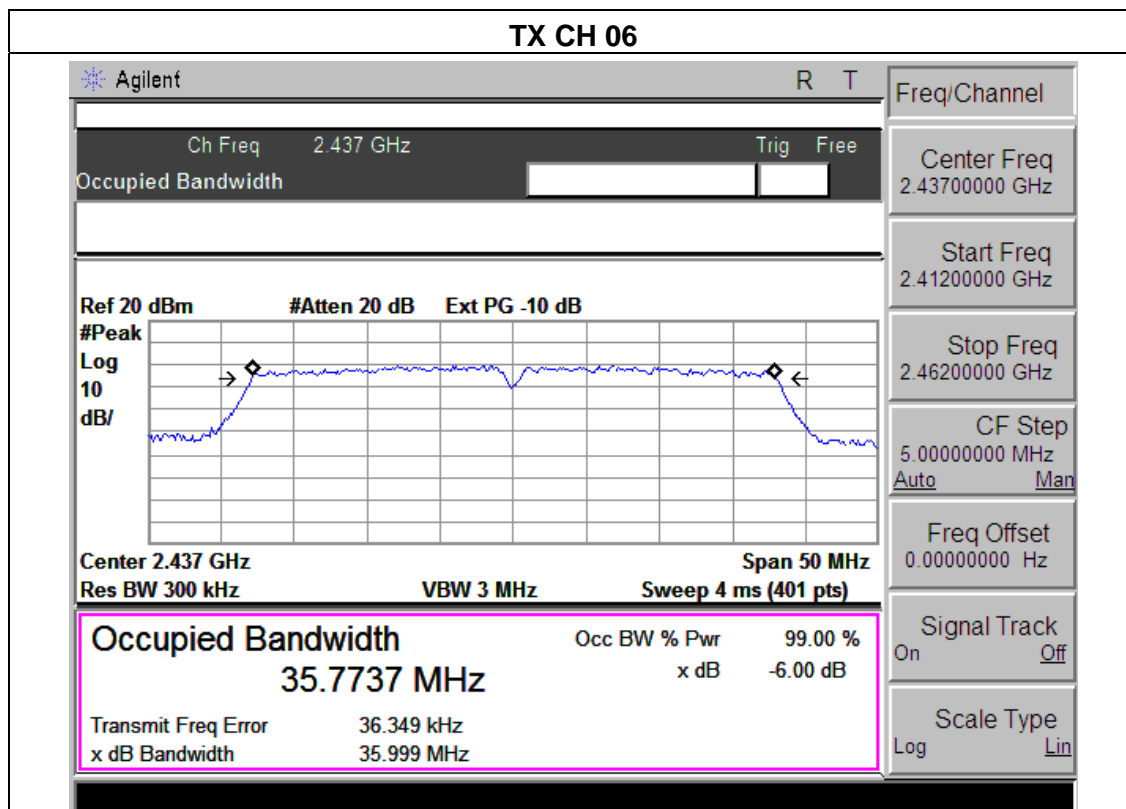 TX CH 06
Agilent R T
Ch Freq 2.437 GHz Trig Free
Occupied Bandwidth
Ref 20 dBm #Atten 20 dB Ext PG -10 dB
#Peak
Log
10
dB/
Center 2.437 GHz Span 50 MHz
Res BW 300 kHz VBW 3 MHz Sweep 4 ms (401 pts)
Occupied Bandwidth Occ BW % Pwr 99.00 %
35.7737 MHz x dB -6.00 dB
Transmit Freq Error 36.349 kHz
x dB Bandwidth 35.999 MHz
Freq/Channel
Center Freq
2.43700000 GHz
Start Freq
2.41200000 GHz
Stop Freq
2.46200000 GHz
CF Step
5.00000000 MHz
Auto Man
Freq Offset
0.00000000 Hz
Signal Track
On Off
Scale Type
Log Lin